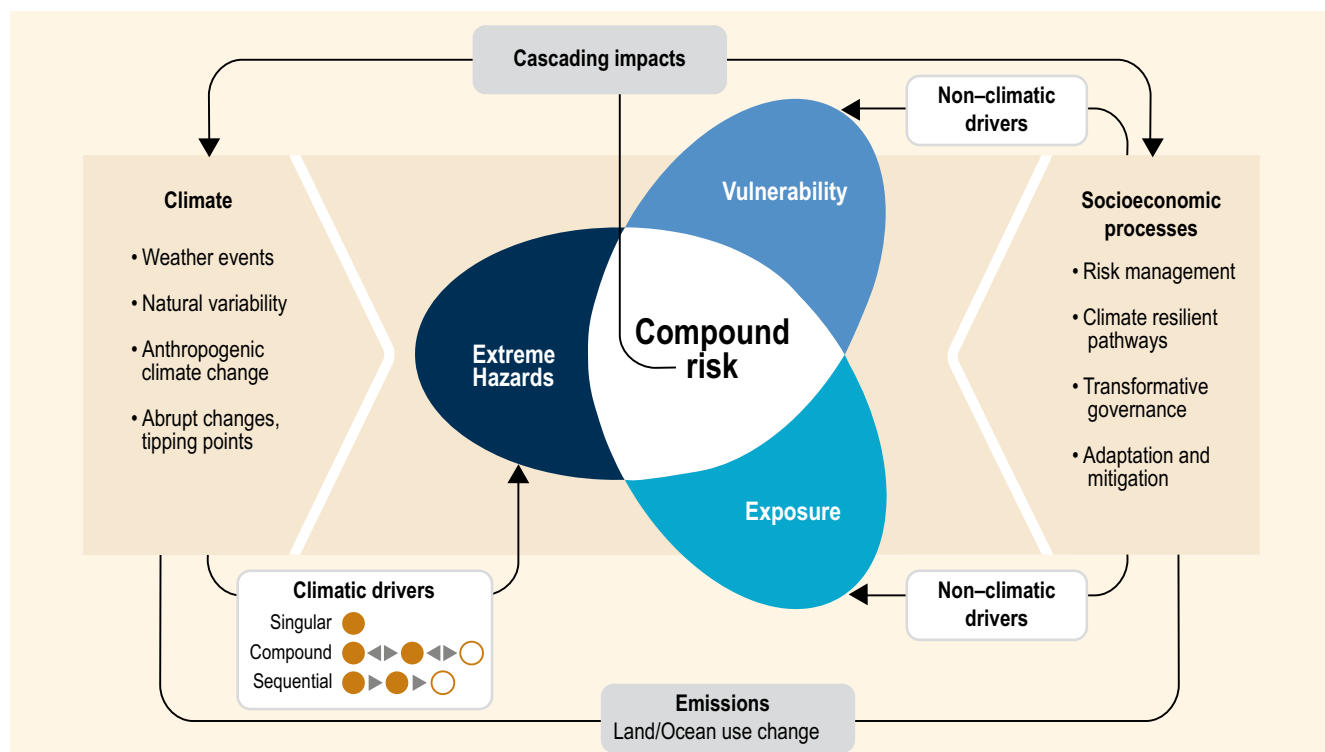 Cascading impacts
Non–climatic
drivers
Climate
• Weather events
• Natural variability
• Anthropogenic
climate change
• Abrupt changes,
tipping points
Vulnerability
Extreme
Hazards
Compound
risk
Exposure
Socioeconomic
processes
• Risk management
• Climate resilient
pathways
• Transformative
governance
• Adaptation and
mitigation
Climatic drivers
Singular
Compound
Sequential
Non–climatic
drivers
Emissions
Land/Ocean use change